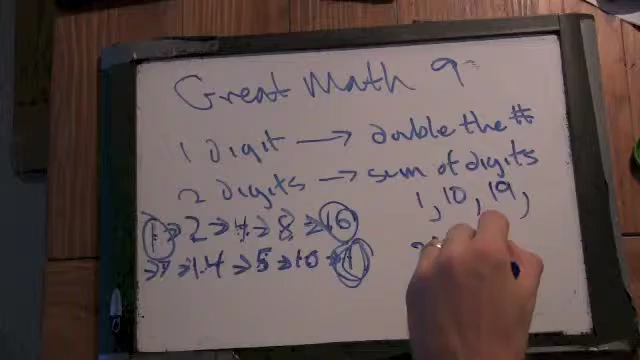 Great Math 9
1 digit → double the #
2 digits → sum of digits
1 → 2 → 4 → 8 → 16
→ 7 → 14 → 5 → 10 → 1
1, 10, 19,